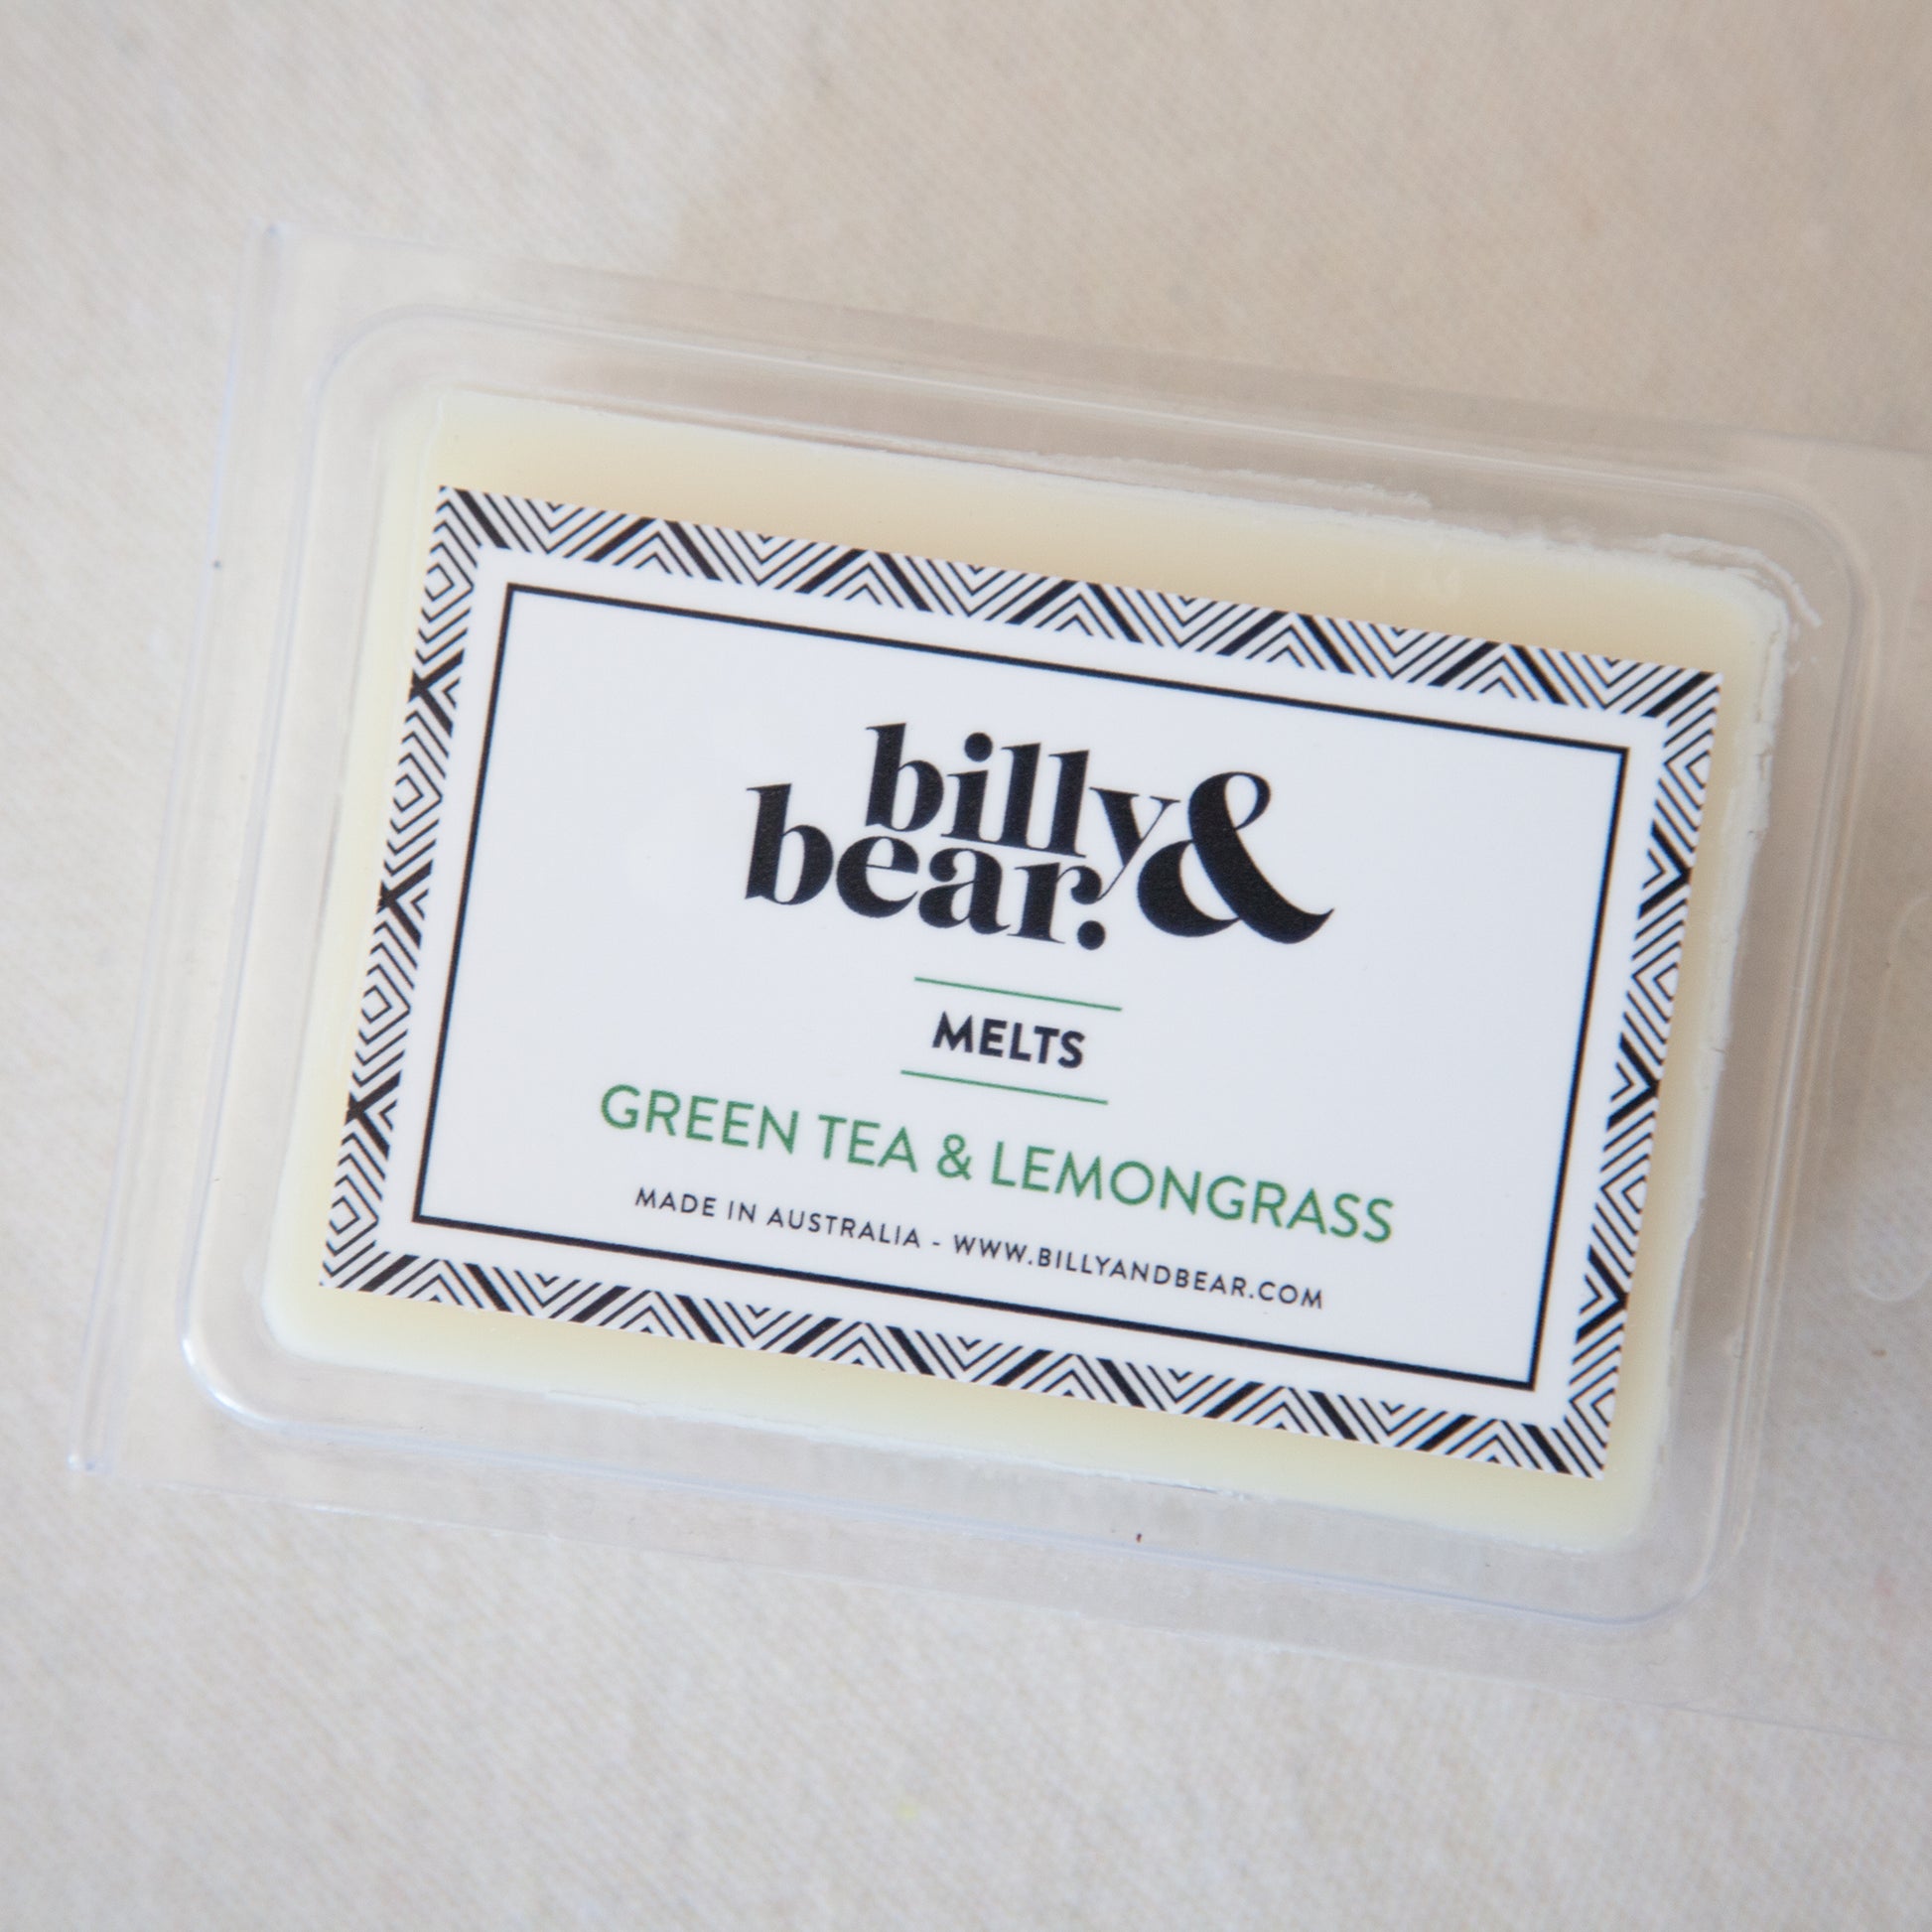 billy &
bear.
MELTS
GREEN TEA & LEMONGRASS
MADE IN AUSTRALIA - WWW.BILLYANDBEAR.COM